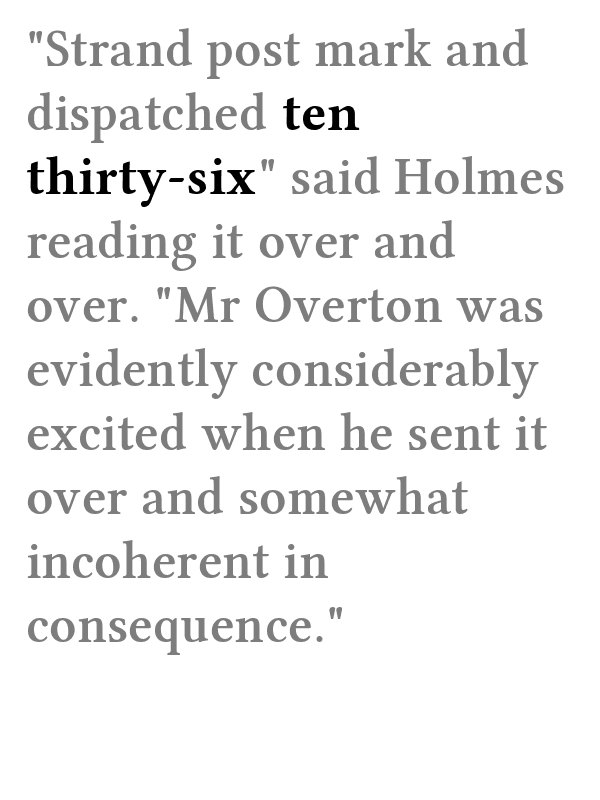 "Strand post mark and
dispatched ten
thirty-six" said Holmes
reading it over and
over. "Mr Overton was
evidently considerably
excited when he sent it
over and somewhat
incoherent in
consequence."